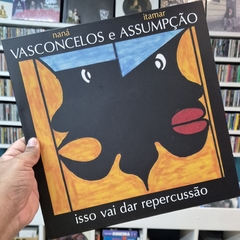 naná itamar
VASCONCELOS e ASSUMPÇÃO
isso vai dar repercussão